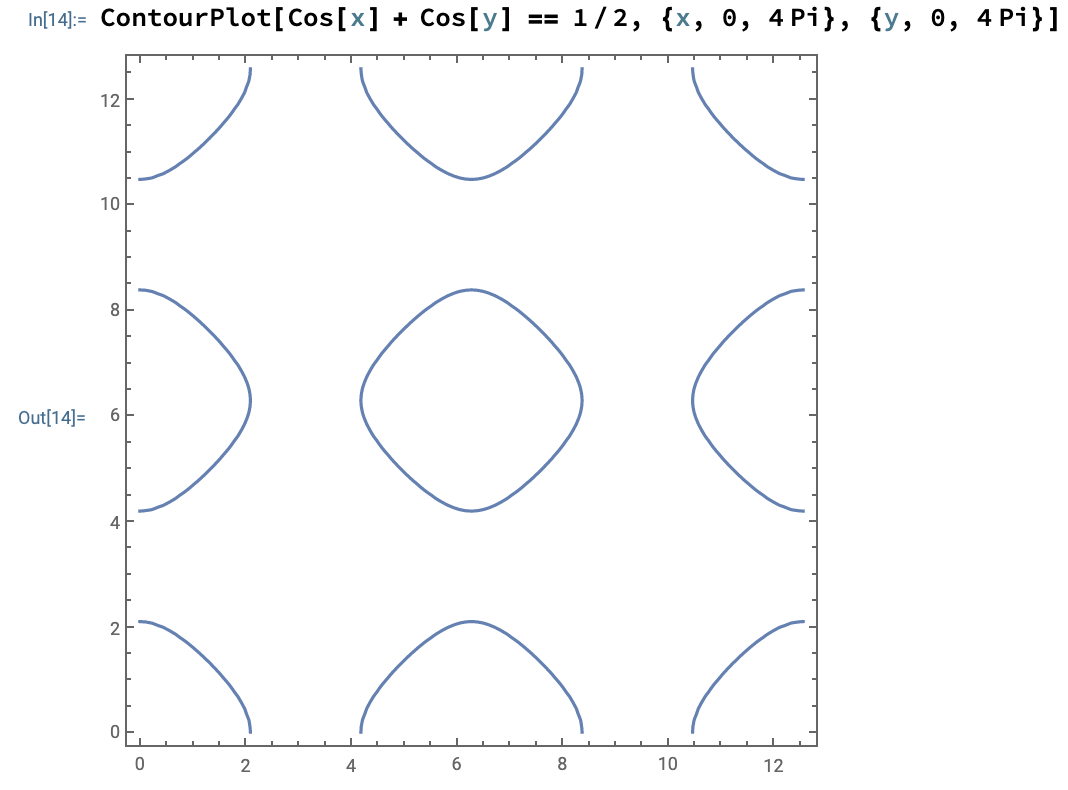 In[14]:= ContourPlot[Cos[x] + Cos[y] == 1/2, {x, 0, 4 Pi}, {y, 0, 4 Pi}]
12
10
8
Out[14]= 6
4
2
0
0 2 4 6 8 10 12